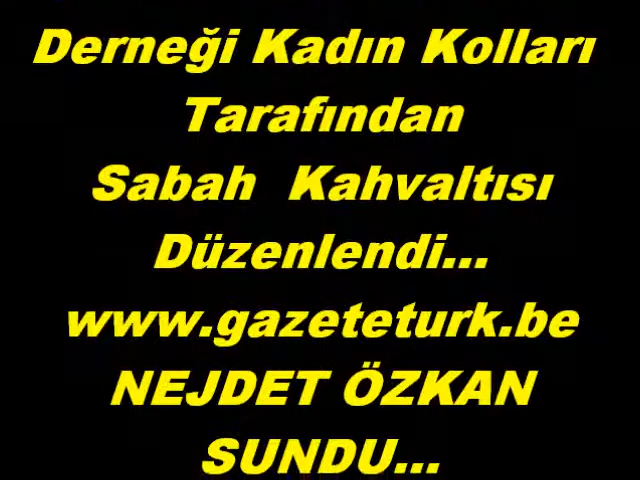 Derneği Kadın Kolları
Tarafından
Sabah  Kahvaltısı
Düzenlendi...
www.gazeteturk.be
NEJDET ÖZKAN
SUNDU...